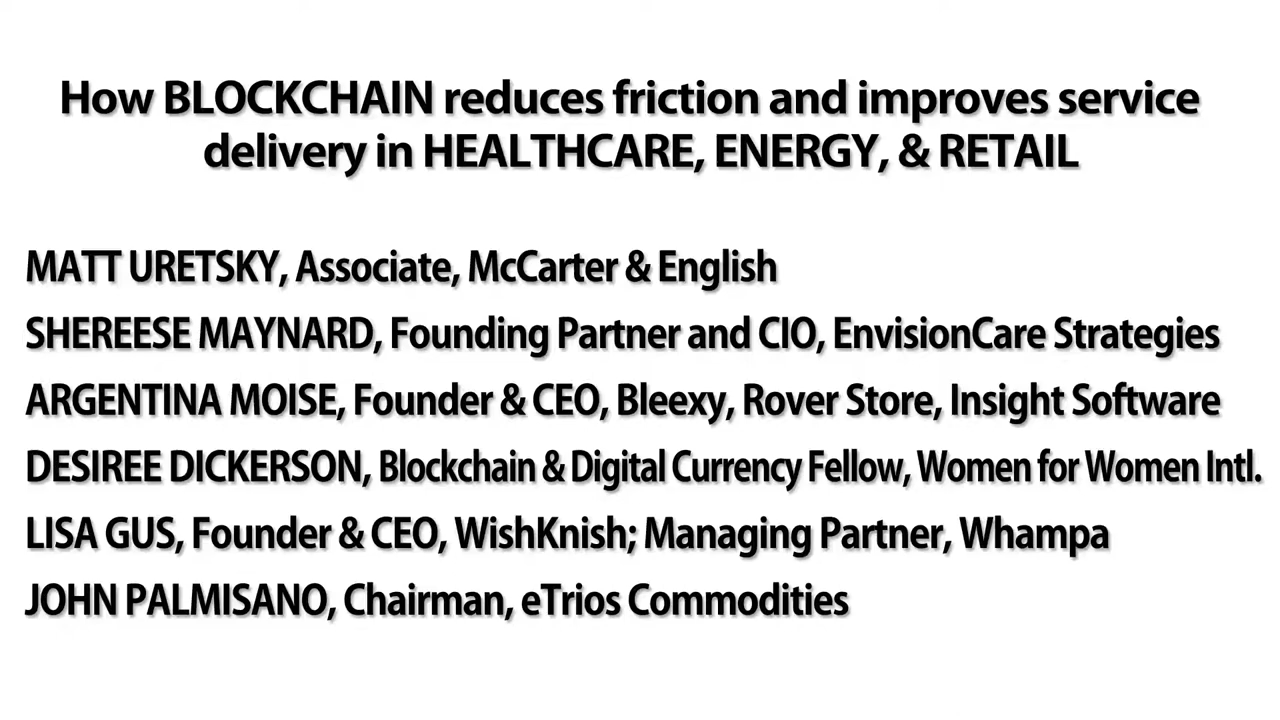 How BLOCKCHAIN reduces friction and improves service
delivery in HEALTHCARE, ENERGY, & RETAIL
MATT URETSKY, Associate, McCarter & English
SHEREESE MAYNARD, Founding Partner and CIO, EnvisionCare Strategies
ARGENTINA MOISE, Founder & CEO, Bleexy, Rover Store, Insight Software
DESIREE DICKERSON, Blockchain & Digital Currency Fellow, Women for Women Intl.
LISA GUS, Founder & CEO, WishKnish; Managing Partner, Whampa
JOHN PALMISANO, Chairman, eTrios Commodities